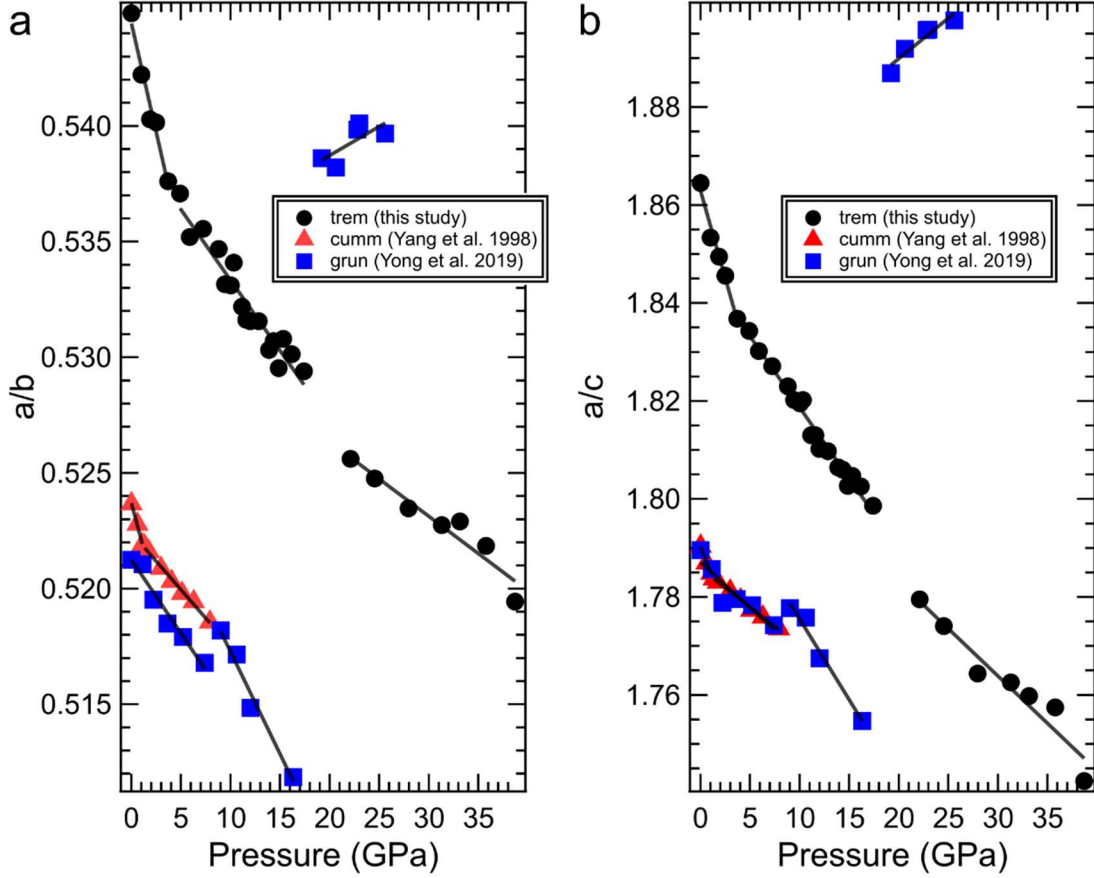 a
a/b
0.540
0.535
0.530
0.525
0.520
0.515
trem (this study)
cumm (Yang et al. 1998)
grun (Yong et al. 2019)
0 5 10 15 20 25 30 35
Pressure (GPa)
b
a/c
1.88
1.86
1.84
1.82
1.80
1.78
1.76
trem (this study)
cumm (Yang et al. 1998)
grun (Yong et al. 2019)
0 5 10 15 20 25 30 35
Pressure (GPa)